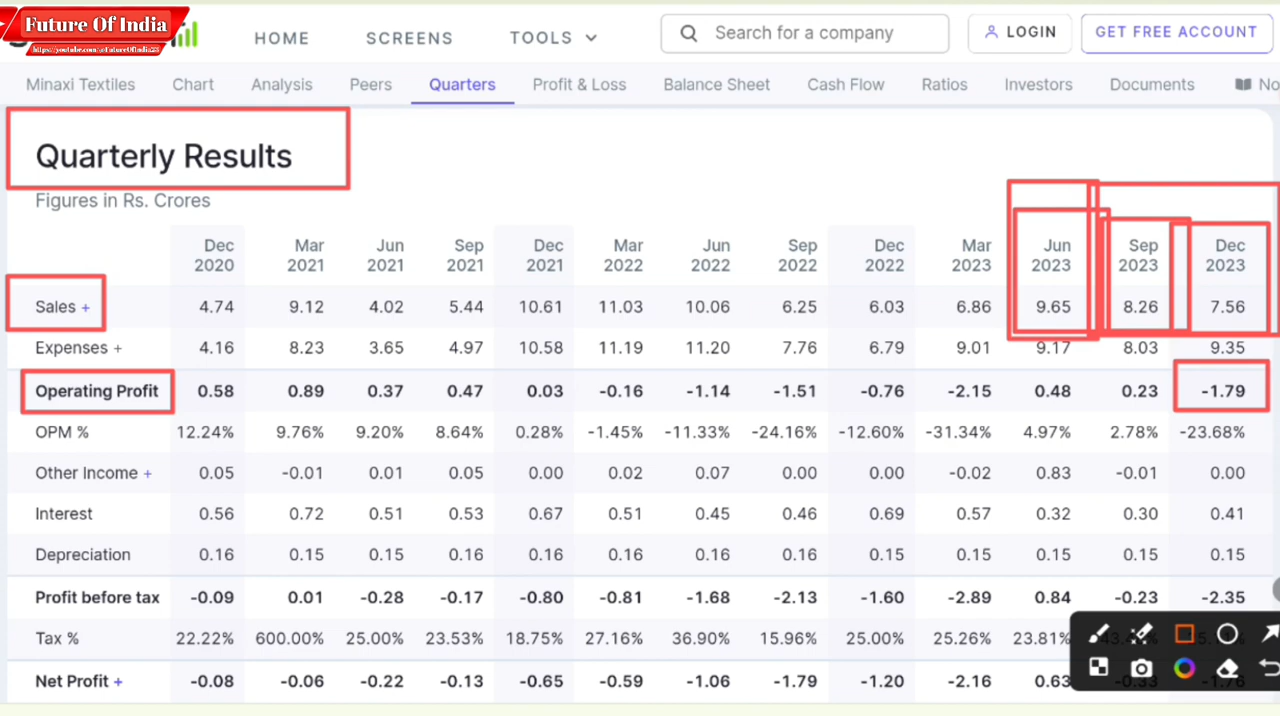 Future Of India
HOME SCREENS TOOLS Search for a company LOGIN GET FREE ACCOUNT
Minaxi Textiles Chart Analysis Peers Quarters Profit & Loss Balance Sheet Cash Flow Ratios Investors Documents No
Quarterly Results
Figures in Rs. Crores
Dec 2020 Mar 2021 Jun 2021 Sep 2021 Dec 2021 Mar 2022 Jun 2022 Sep 2022 Dec 2022 Mar 2023 Jun 2023 Sep 2023 Dec 2023
Sales + 4.74 9.12 4.02 5.44 10.61 11.03 10.06 6.25 6.03 6.86 9.65 8.26 7.56
Expenses + 4.16 8.23 3.65 4.97 10.58 11.19 11.20 7.76 6.79 9.01 9.17 8.03 9.35
Operating Profit 0.58 0.89 0.37 0.47 0.03 -0.16 -1.14 -1.51 -0.76 -2.15 0.48 0.23 -1.79
OPM % 12.24% 9.76% 9.20% 8.64% 0.28% -1.45% -11.33% -24.16% -12.60% -31.34% 4.97% 2.78% -23.68%
Other Income + 0.05 -0.01 0.01 0.05 0.00 0.02 0.07 0.00 0.00 -0.02 0.83 -0.01 0.00
Interest 0.56 0.72 0.51 0.53 0.67 0.51 0.45 0.46 0.69 0.57 0.32 0.30 0.41
Depreciation 0.16 0.15 0.15 0.16 0.16 0.16 0.16 0.16 0.15 0.15 0.15 0.15 0.15
Profit before tax -0.09 0.01 -0.28 -0.17 -0.80 -0.81 -1.68 -2.13 -1.60 -2.89 0.84 -0.23 -2.35
Tax % 22.22% 600.00% 25.00% 23.53% 18.75% 27.16% 36.90% 15.96% 25.00% 25.26% 23.81%
Net Profit + -0.08 -0.06 -0.22 -0.13 -0.65 -0.59 -1.06 -1.79 -1.20 -2.16 0.63